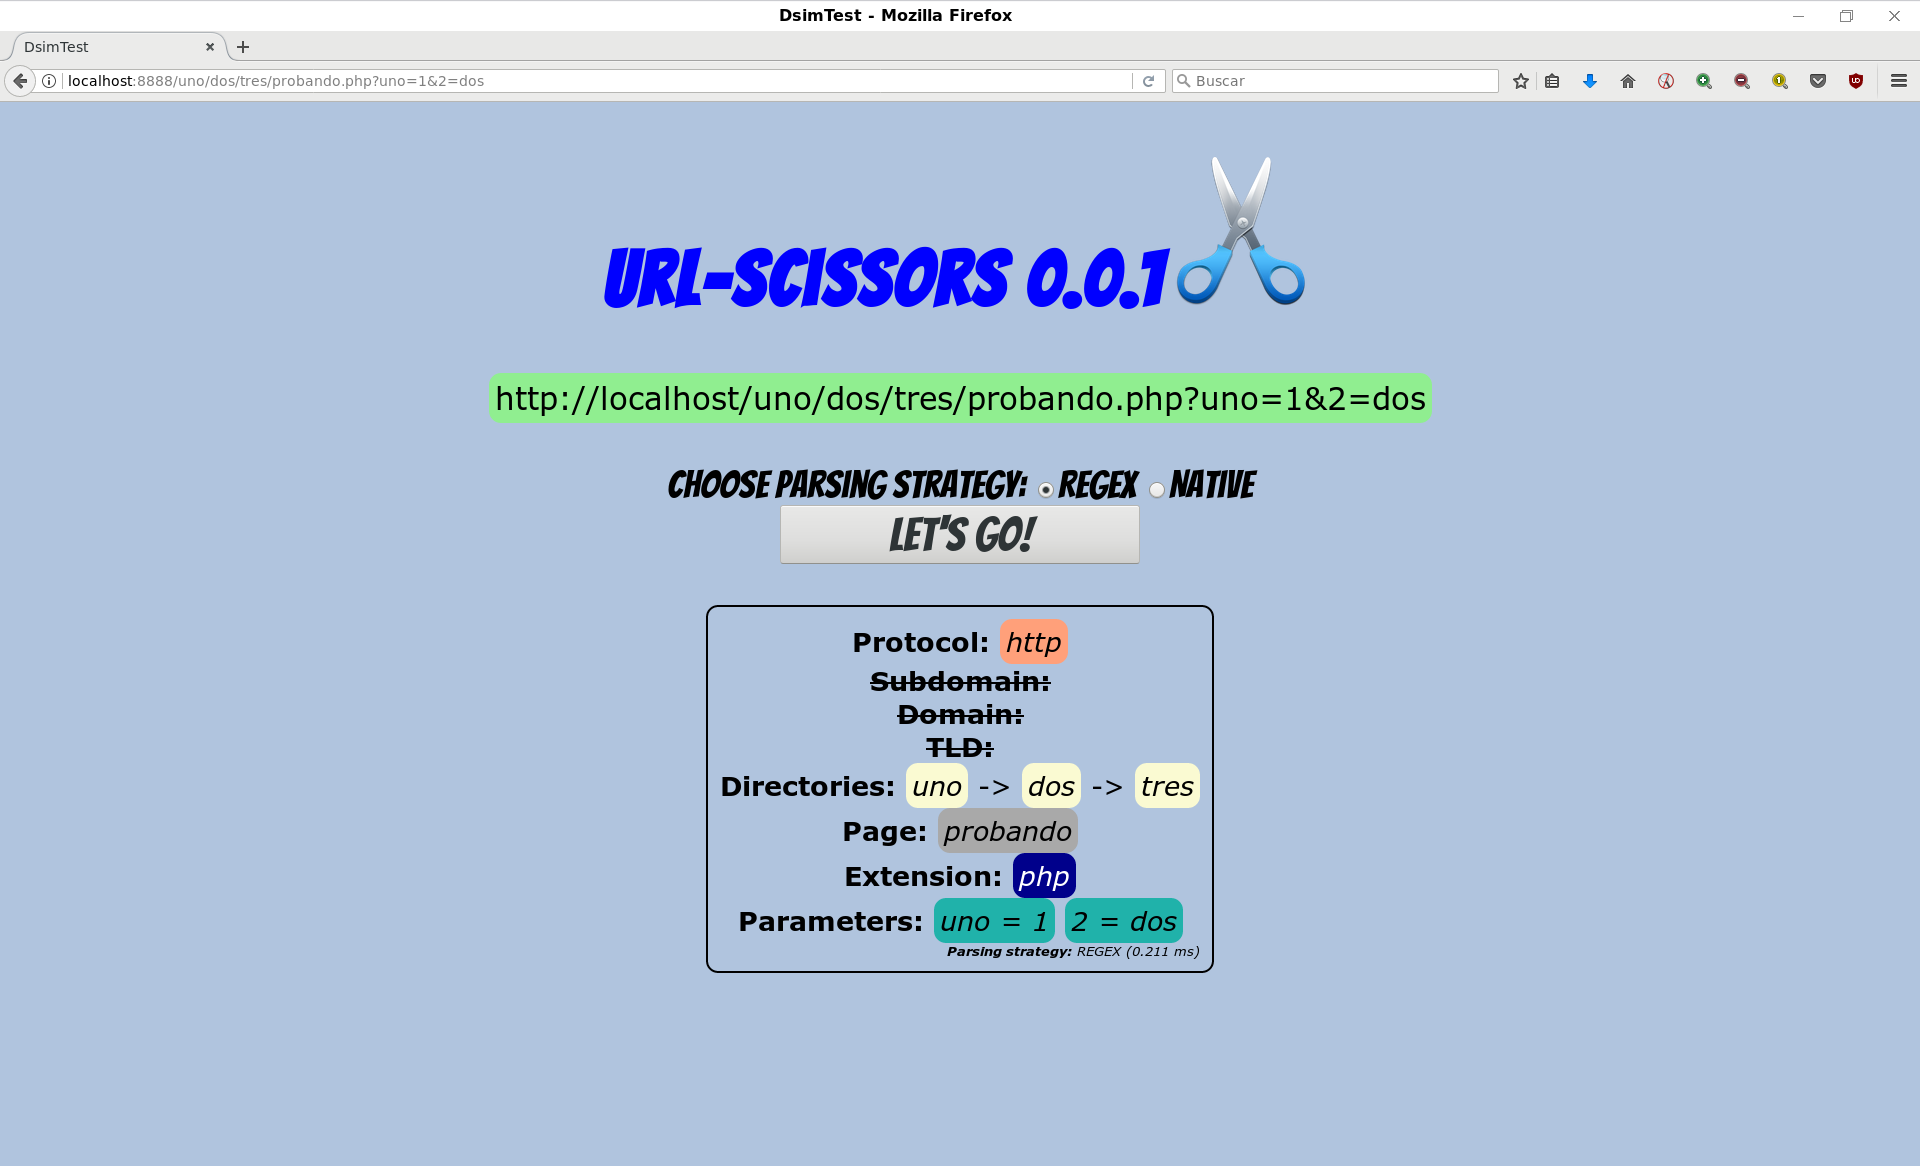 DsimTest - Mozilla Firefox
DsimTest
localhost:8888/uno/dos/tres/probando.php?uno=1&2=dos
Buscar
URL-SCISSORS 0.0.1
http://localhost/uno/dos/tres/probando.php?uno=1&2=dos
CHOOSE PARSING STRATEGY: REGEX NATIVE
LET'S GO!
Protocol: http
Subdomain:
Domain:
TLD:
Directories: uno -> dos -> tres
Page: probando
Extension: php
Parameters: uno = 1 2 = dos
Parsing strategy: REGEX (0.211 ms)